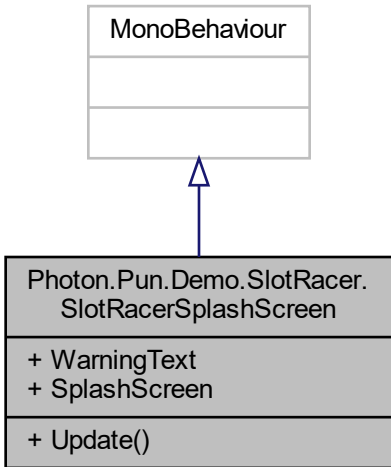 MonoBehaviour
Photon.Pun.Demo.SlotRacer.
SlotRacerSplashScreen
+ WarningText
+ SplashScreen
+ Update()